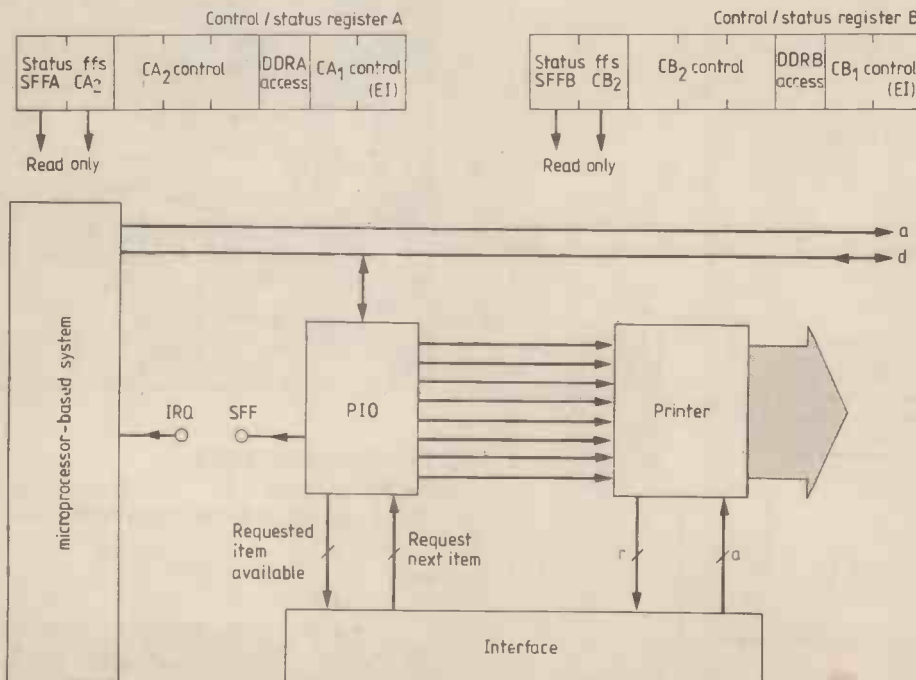 Control / status register A
Status ffs
SFFA CA2
CA2 control
DDRA
access
CA1 control
(EI)
Read only
Control / status register B
Status ffs
SFFB CB2
CB2 control
DDRB
access
CB1 control
(EI)
Read only
a
d
microprocessor-based system
IRQ
SFF
PIO
Printer
Requested
item
available
Request
next item
r
a
Interface